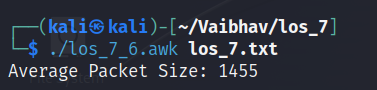 ┌──(kali㉿kali)-[~/Vaibhav/los_7]
└─$ ./los_7_6.awk los_7.txt
Average Packet Size: 1455